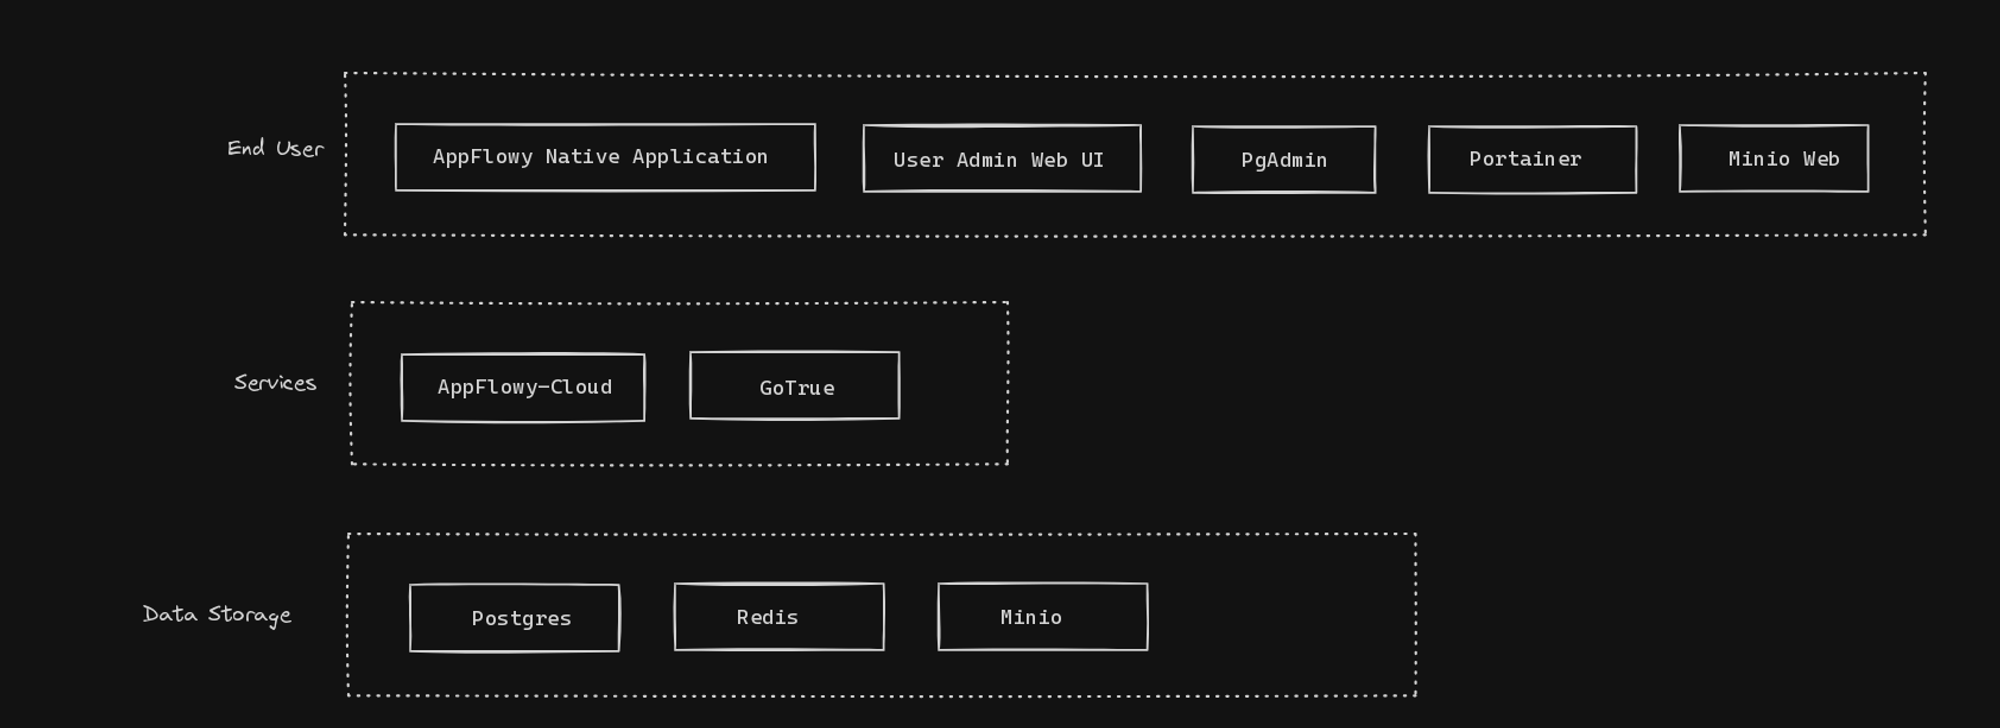 End User
AppFlowy Native Application
User Admin Web UI
PgAdmin
Portainer
Minio Web
Services
AppFlowy-Cloud
GoTrue
Data Storage
Postgres
Redis
Minio